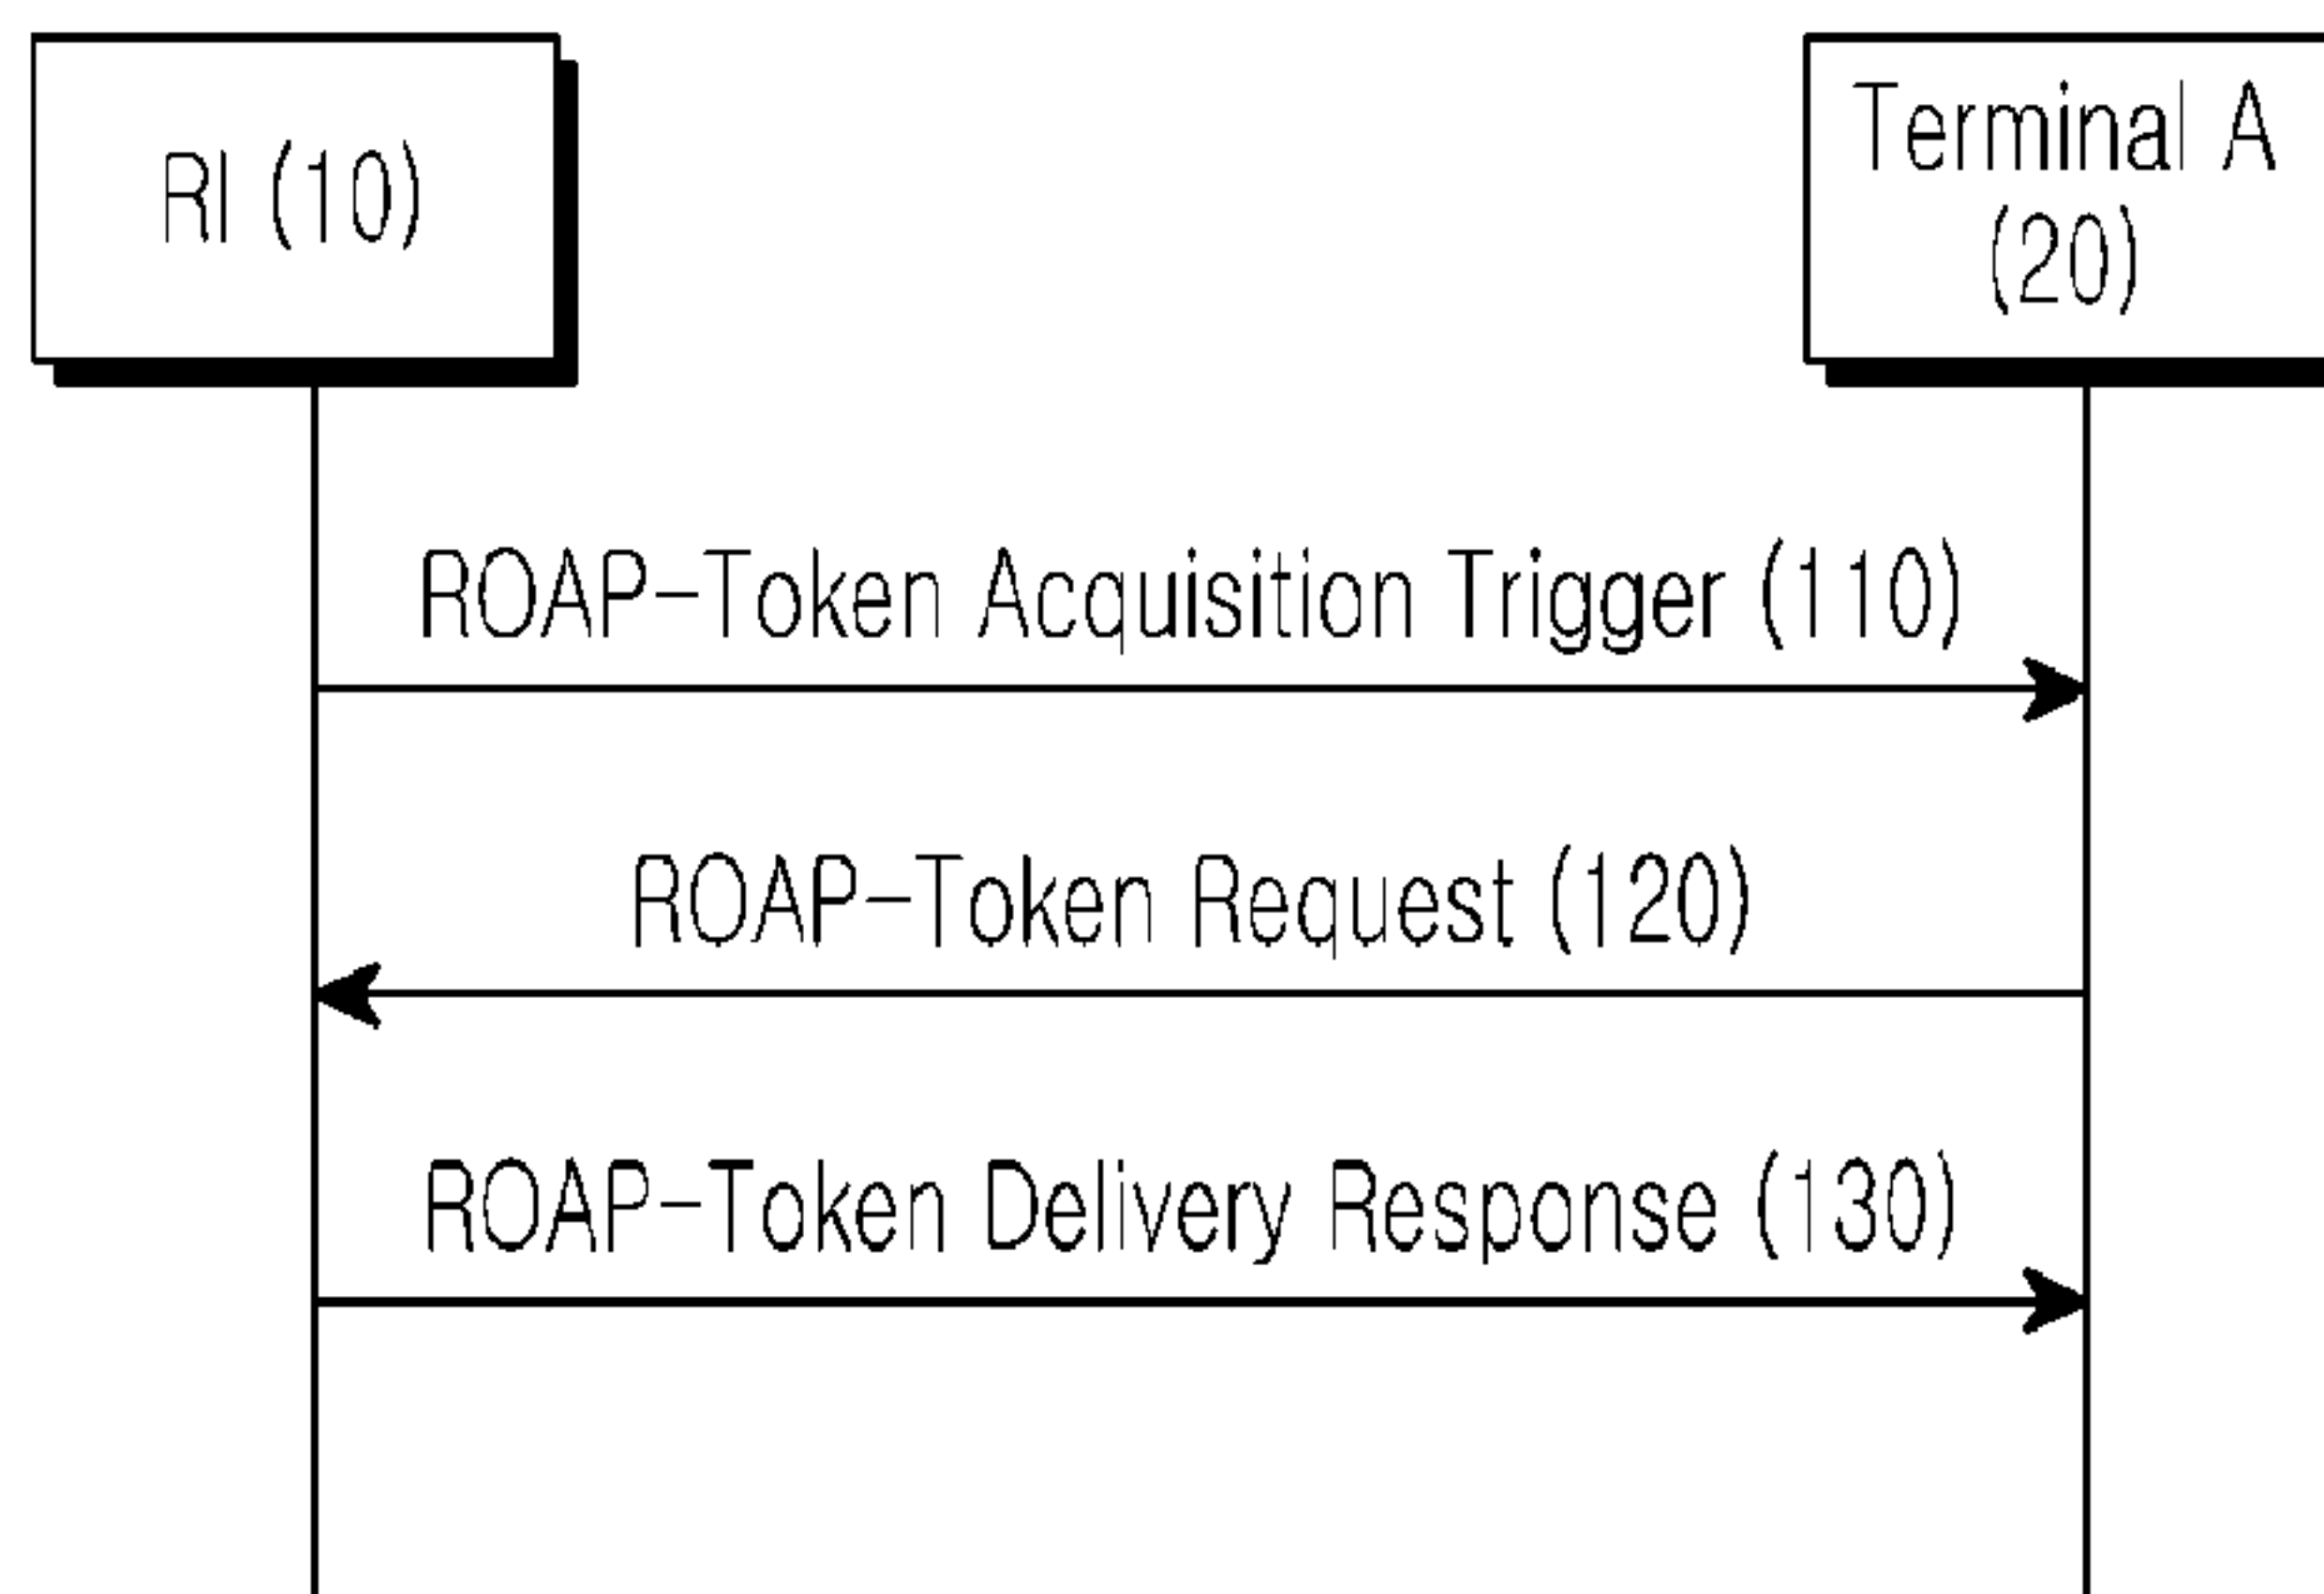 RI (10)
Terminal A
(20)
ROAP-Token Acquisition Trigger (110)
ROAP-Token Request (120)
ROAP-Token Delivery Response (130)